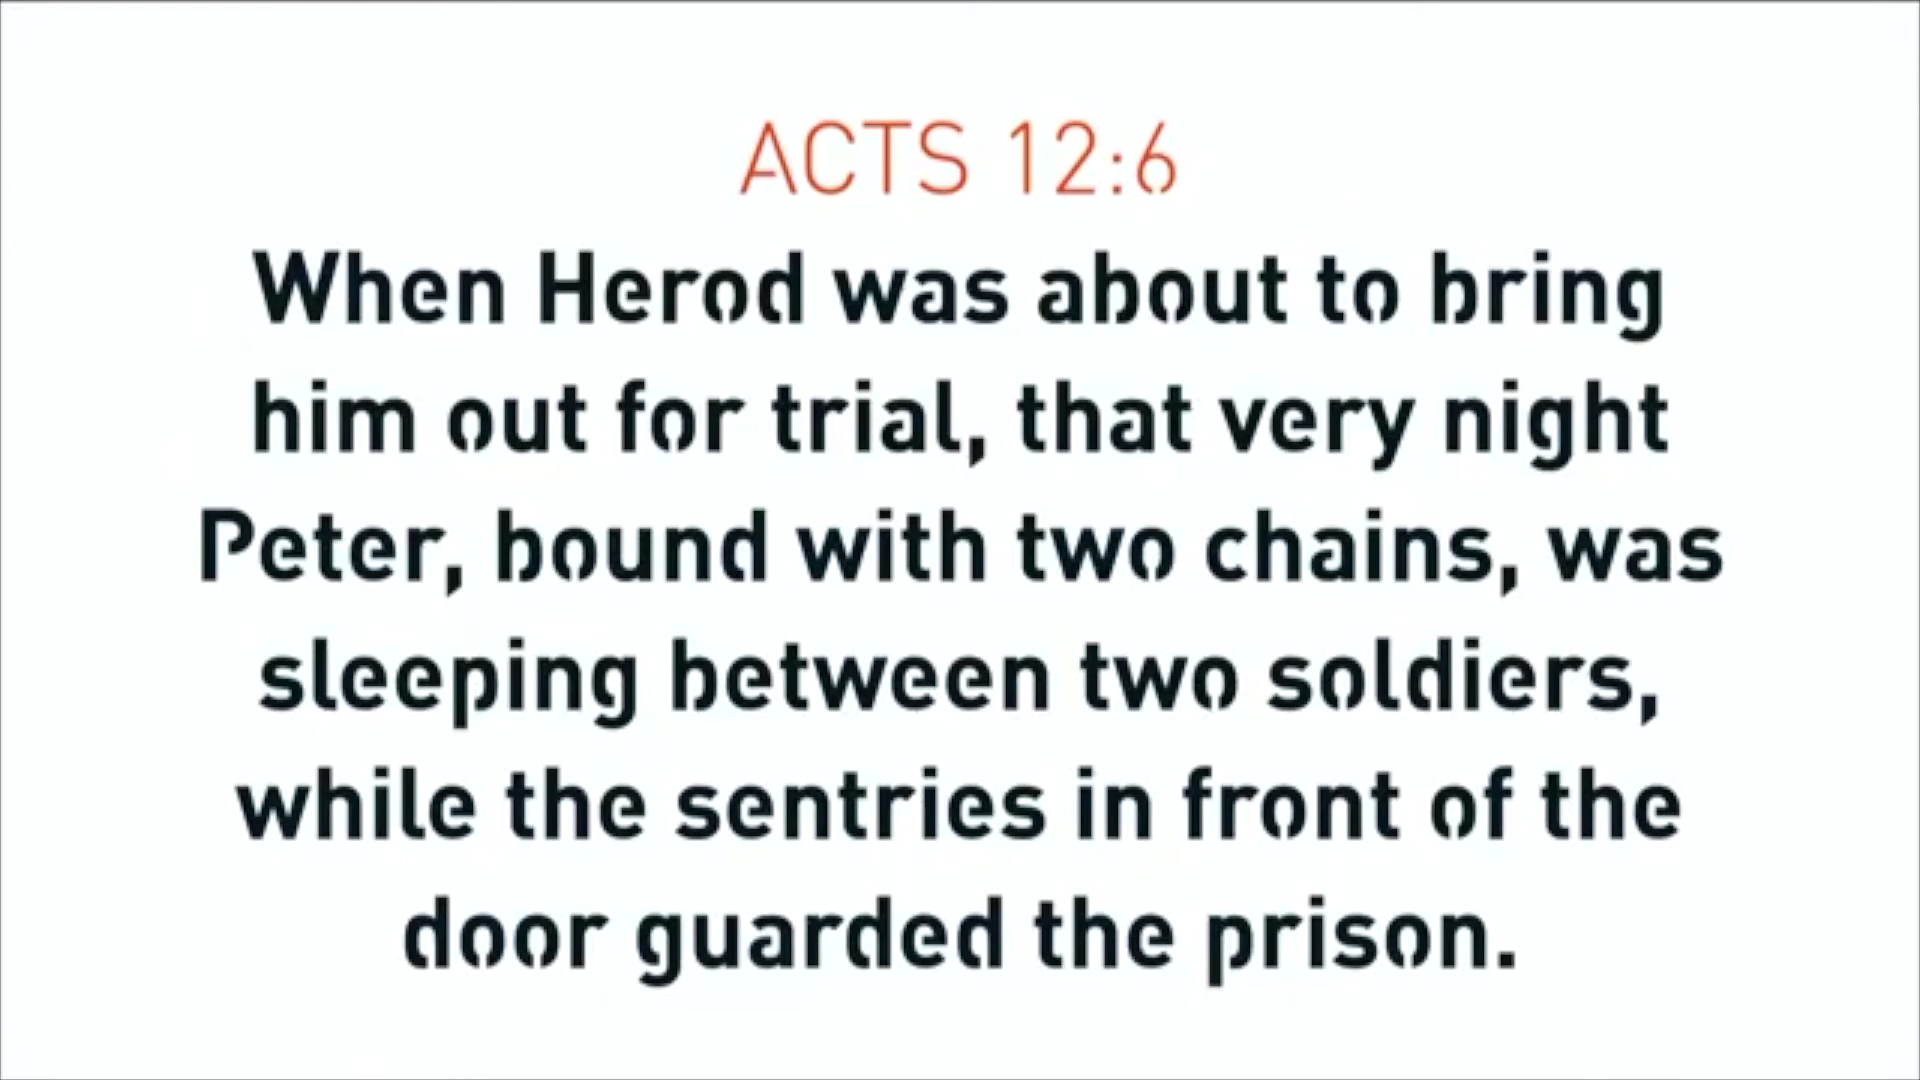 ACTS 12:6
When Herod was about to bring
him out for trial, that very night
Peter, bound with two chains, was
sleeping between two soldiers,
while the sentries in front of the
door guarded the prison.